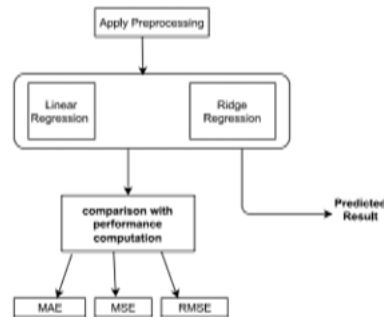 Apply Preprocessing
Linear
Regression
Ridge
Regression
Predicted
Result
comparison with
performance
computation
MAE
MSE
RMSE